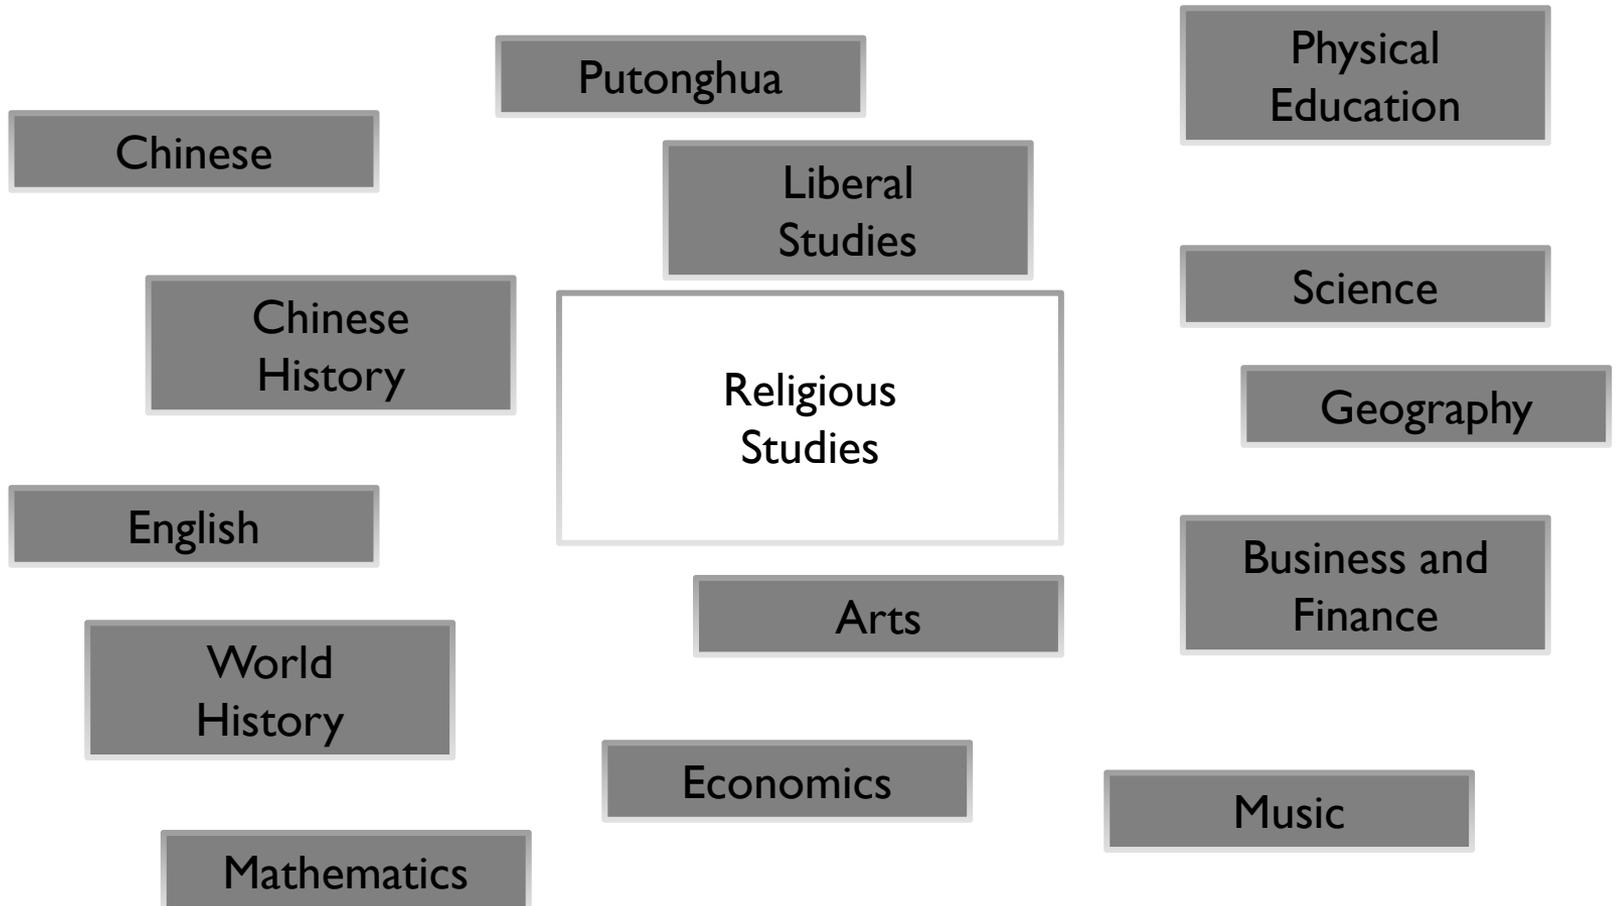 Putonghua
Physical
Education
Chinese
Liberal
Studies
Chinese
History
Science
Religious
Studies
Geography
English
Business and
Finance
Arts
World
History
Economics
Music
Mathematics